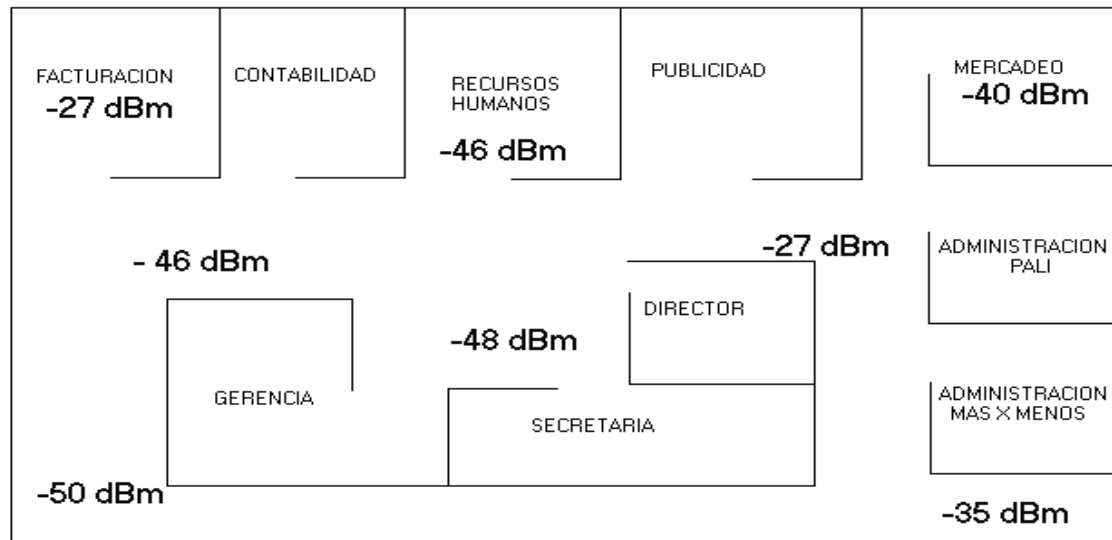 FACTURACION
-27 dBm
CONTABILIDAD
RECURSOS
HUMANOS
-46 dBm
PUBLICIDAD
MERCADEO
-40 dBm
- 46 dBm
-27 dBm
ADMINISTRACION
PALI
-48 dBm
DIRECTOR
GERENCIA
SECRETARIA
ADMINISTRACION
MAS X MENOS
-50 dBm
-35 dBm